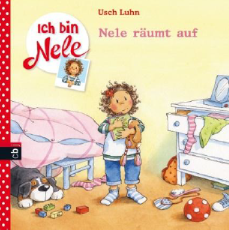 Usch Luhn
Ich bin
Nele
Nele räumt auf
cbj